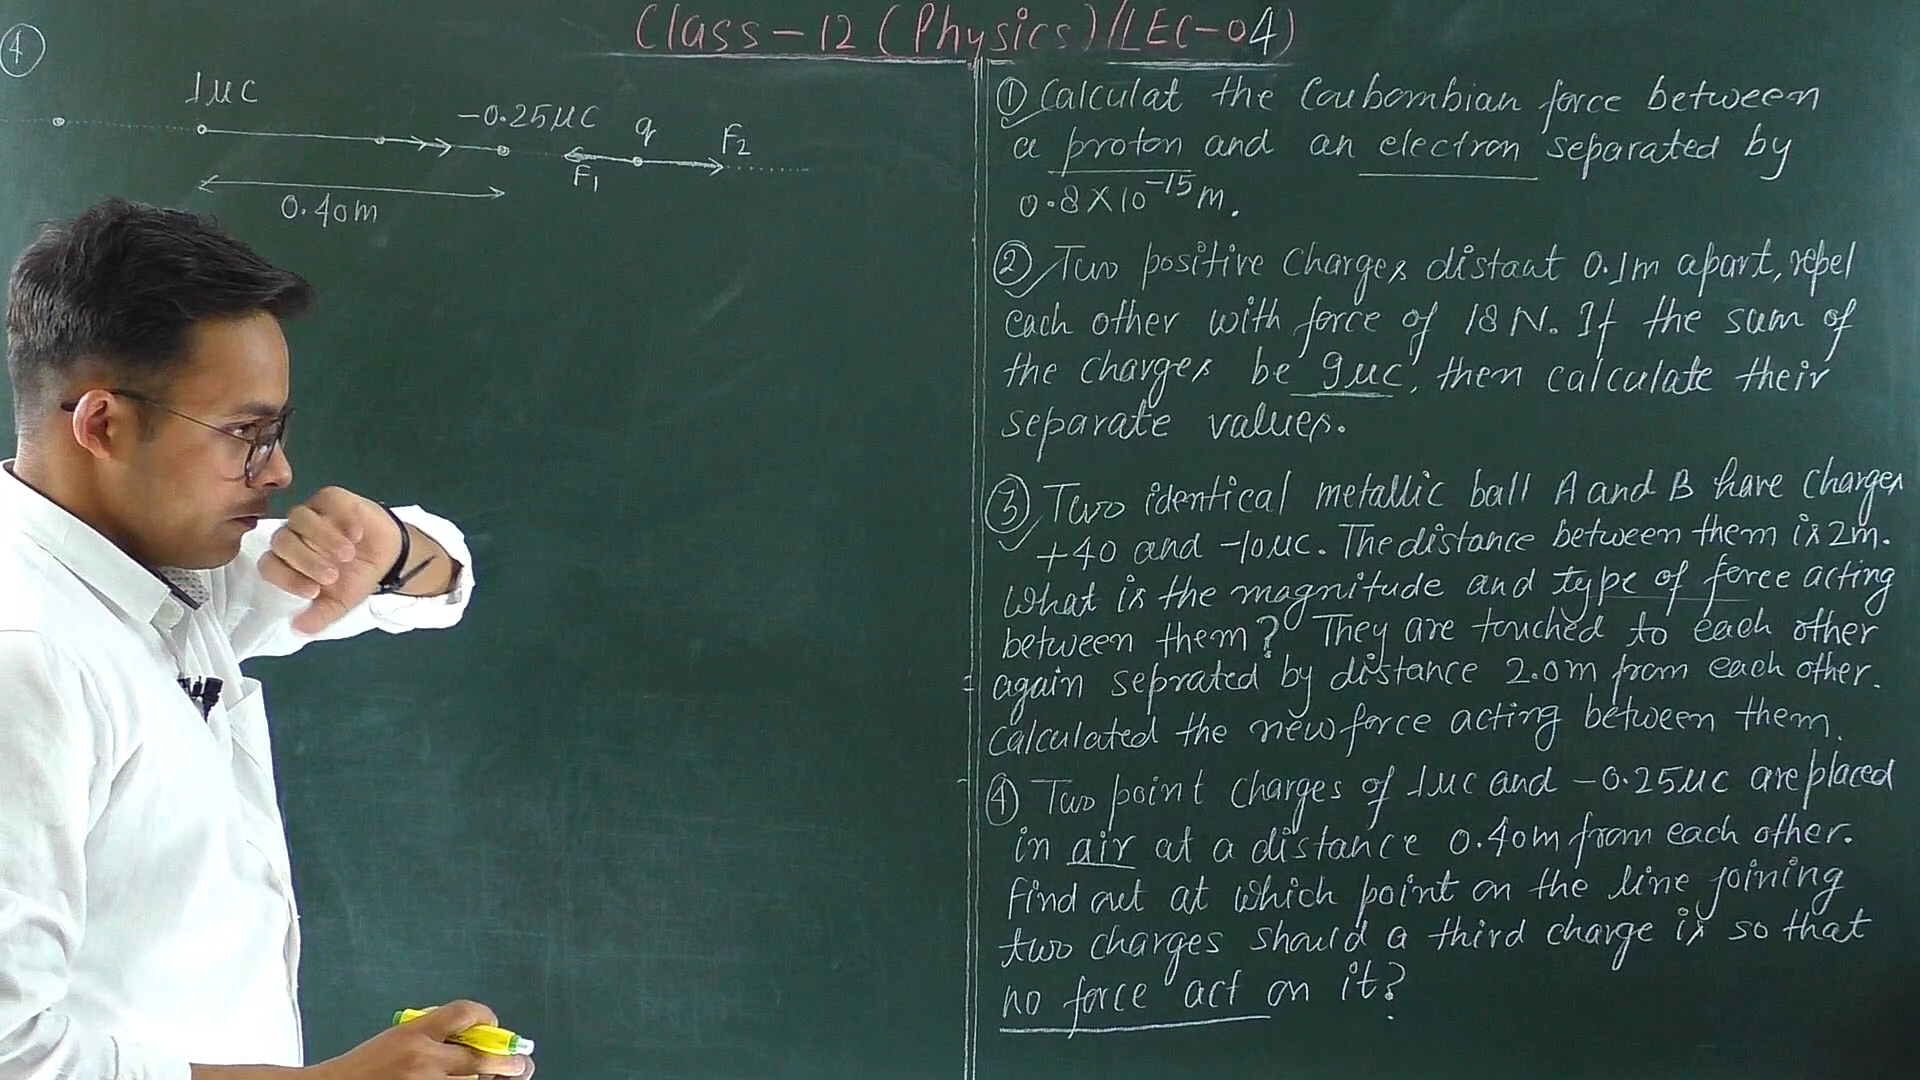 Class-12 (Physics)/LEC-04
4
1μc
-0.25μc
q
F2
F1
0.40m
① Calculat the Coubombian force between
a proton and an electron separated by
0.8×10⁻¹⁵m.
② Two positive charges distant 0.1m apart, repel
each other with force of 18 N. If the sum of
the charges be 9μc, then calculate their
separate values.
③ Two identical metallic ball A and B have charges
+40 and -10μc. The distance between them is 2m.
What is the magnitude and type of force acting
between them? They are touched to each other
again seprated by distance 2.0m from each other.
Calculated the new force acting between them.
④ Two point charges of 1μc and -0.25μc are placed
in air at a distance 0.40m from each other.
Find out at which point on the line joining
two charges should a third charge is so that
no force act on it?